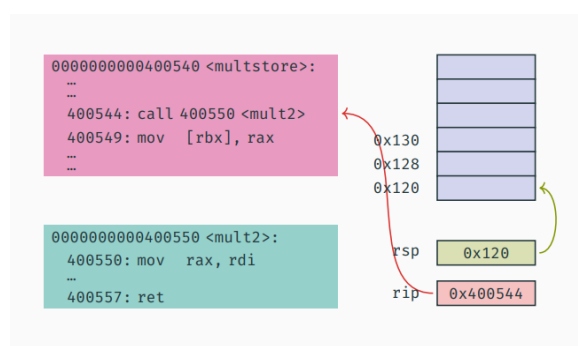 0000000000400540 <multstore>:
…
…
400544: call 400550 <mult2>
400549: mov [rbx], rax
…
…
0000000000400550 <mult2>:
400550: mov rax, rdi
…
400557: ret
0x130
0x128
0x120
rsp 0x120
rip 0x400544